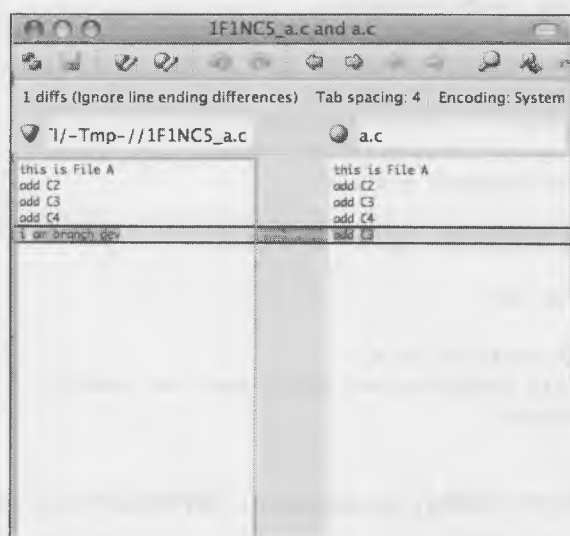 1F1NC5_a.c and a.c
1 diffs (Ignore line ending differences) Tab spacing: 4 Encoding: System
/-Tmp-//1F1NC5_a.c
a.c
this is File A
add C2
add C3
add C4
i am branch dev
this is File A
add C2
add C3
add C4
add